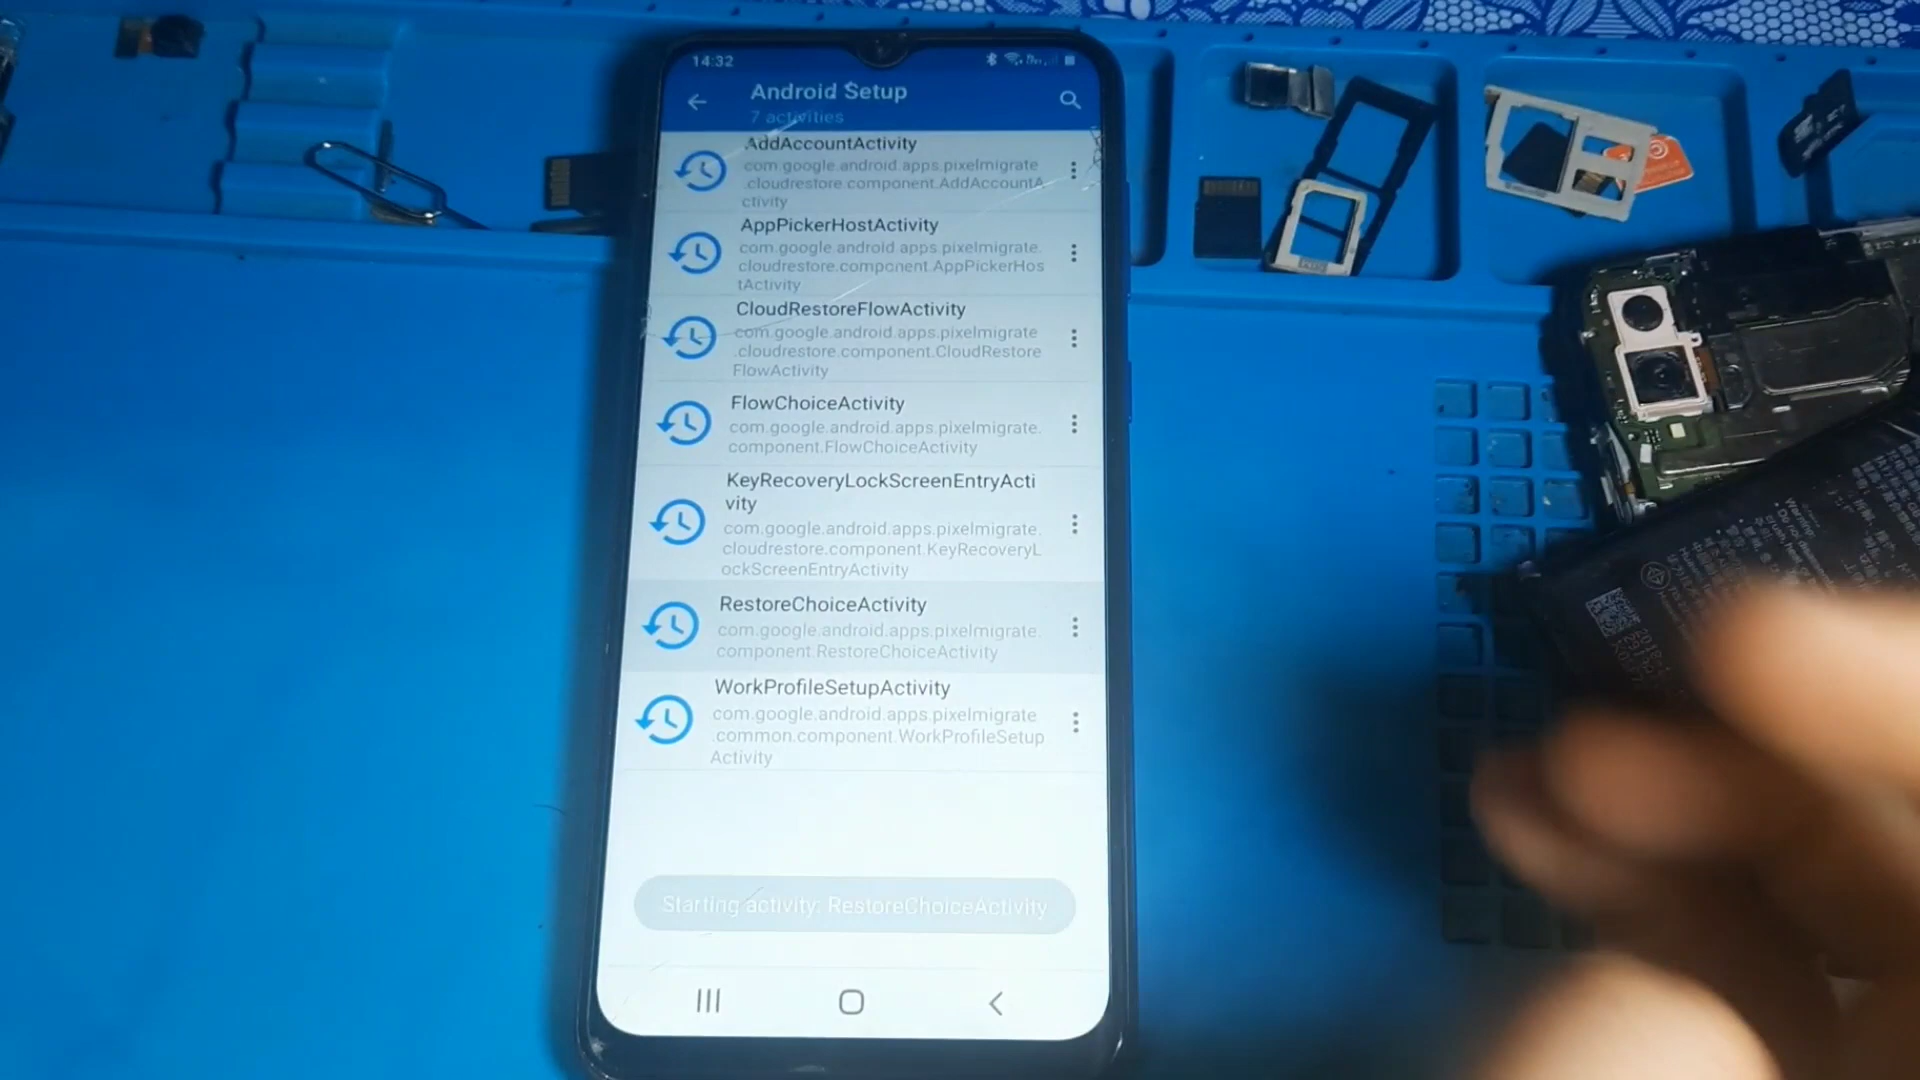 14:32
Android Setup
7 activities
AddAccountActivity
com.google.android.apps.pixelmigrate
.cloudrestore.component.AddAccountA
ctivity
AppPickerHostActivity
com.google.android.apps.pixelmigrate.
cloudrestore.component.AppPickerHos
tActivity
CloudRestoreFlowActivity
com.google.android.apps.pixelmigrate
.cloudrestore.component.CloudRestore
FlowActivity
FlowChoiceActivity
com.google.android.apps.pixelmigrate.
component.FlowChoiceActivity
KeyRecoveryLockScreenEntryActi
vity
com.google.android.apps.pixelmigrate.
cloudrestore.component.KeyRecoveryL
ockScreenEntryActivity
RestoreChoiceActivity
com.google.android.apps.pixelmigrate.
component.RestoreChoiceActivity
WorkProfileSetupActivity
com.google.android.apps.pixelmigrate
.common.component.WorkProfileSetup
Activity
Starting activity: RestoreChoiceActivity
Warning